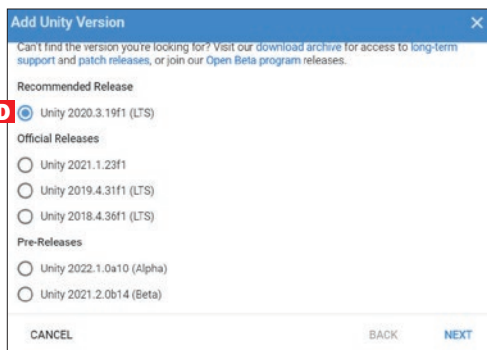 Add Unity Version
Can't find the version you're looking for? Visit our download archive for access to long-term
support and patch releases, or join our Open Beta program releases.
Recommended Release
D
Unity 2020.3.19f1 (LTS)
Official Releases
Unity 2021.1.23f1
Unity 2019.4.31f1 (LTS)
Unity 2018.4.36f1 (LTS)
Pre-Releases
Unity 2022.1.0a10 (Alpha)
Unity 2021.2.0b14 (Beta)
CANCEL BACK NEXT